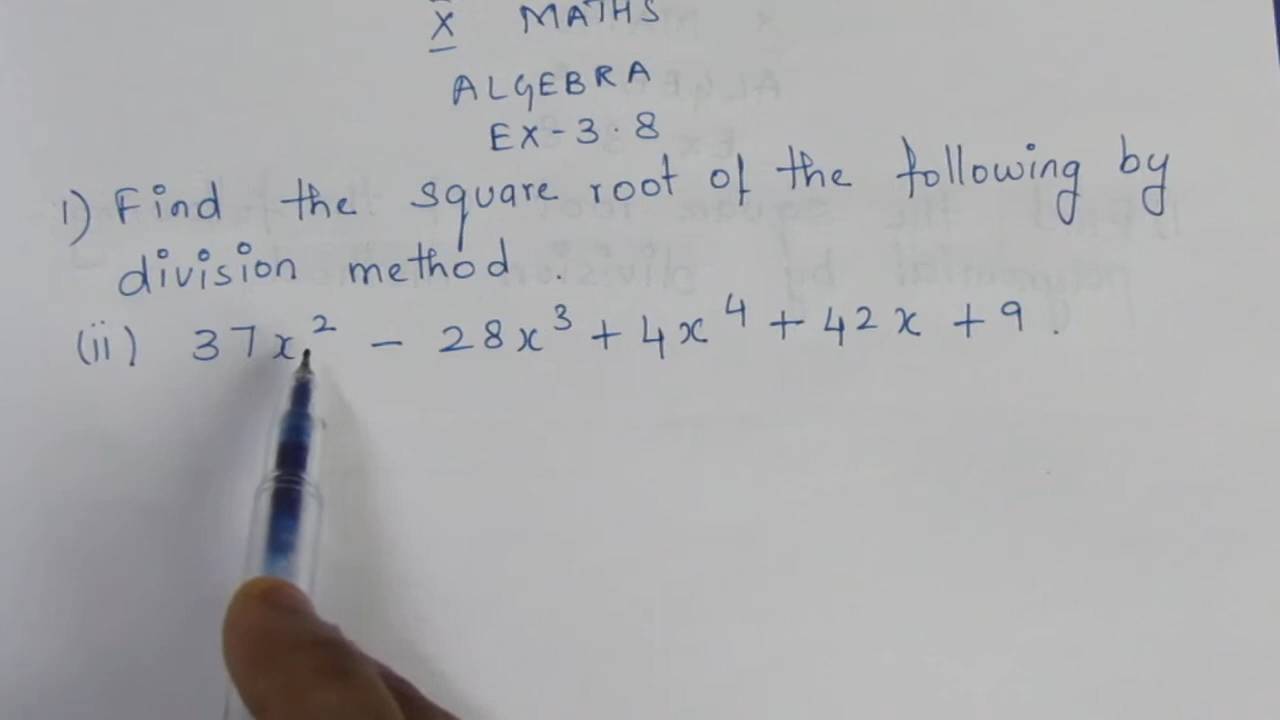 X MATHS
ALGEBRA
EX-3.8
1) Find the square root of the following by
division method.
(ii) 37x² - 28x³ + 4x⁴ + 42x + 9.